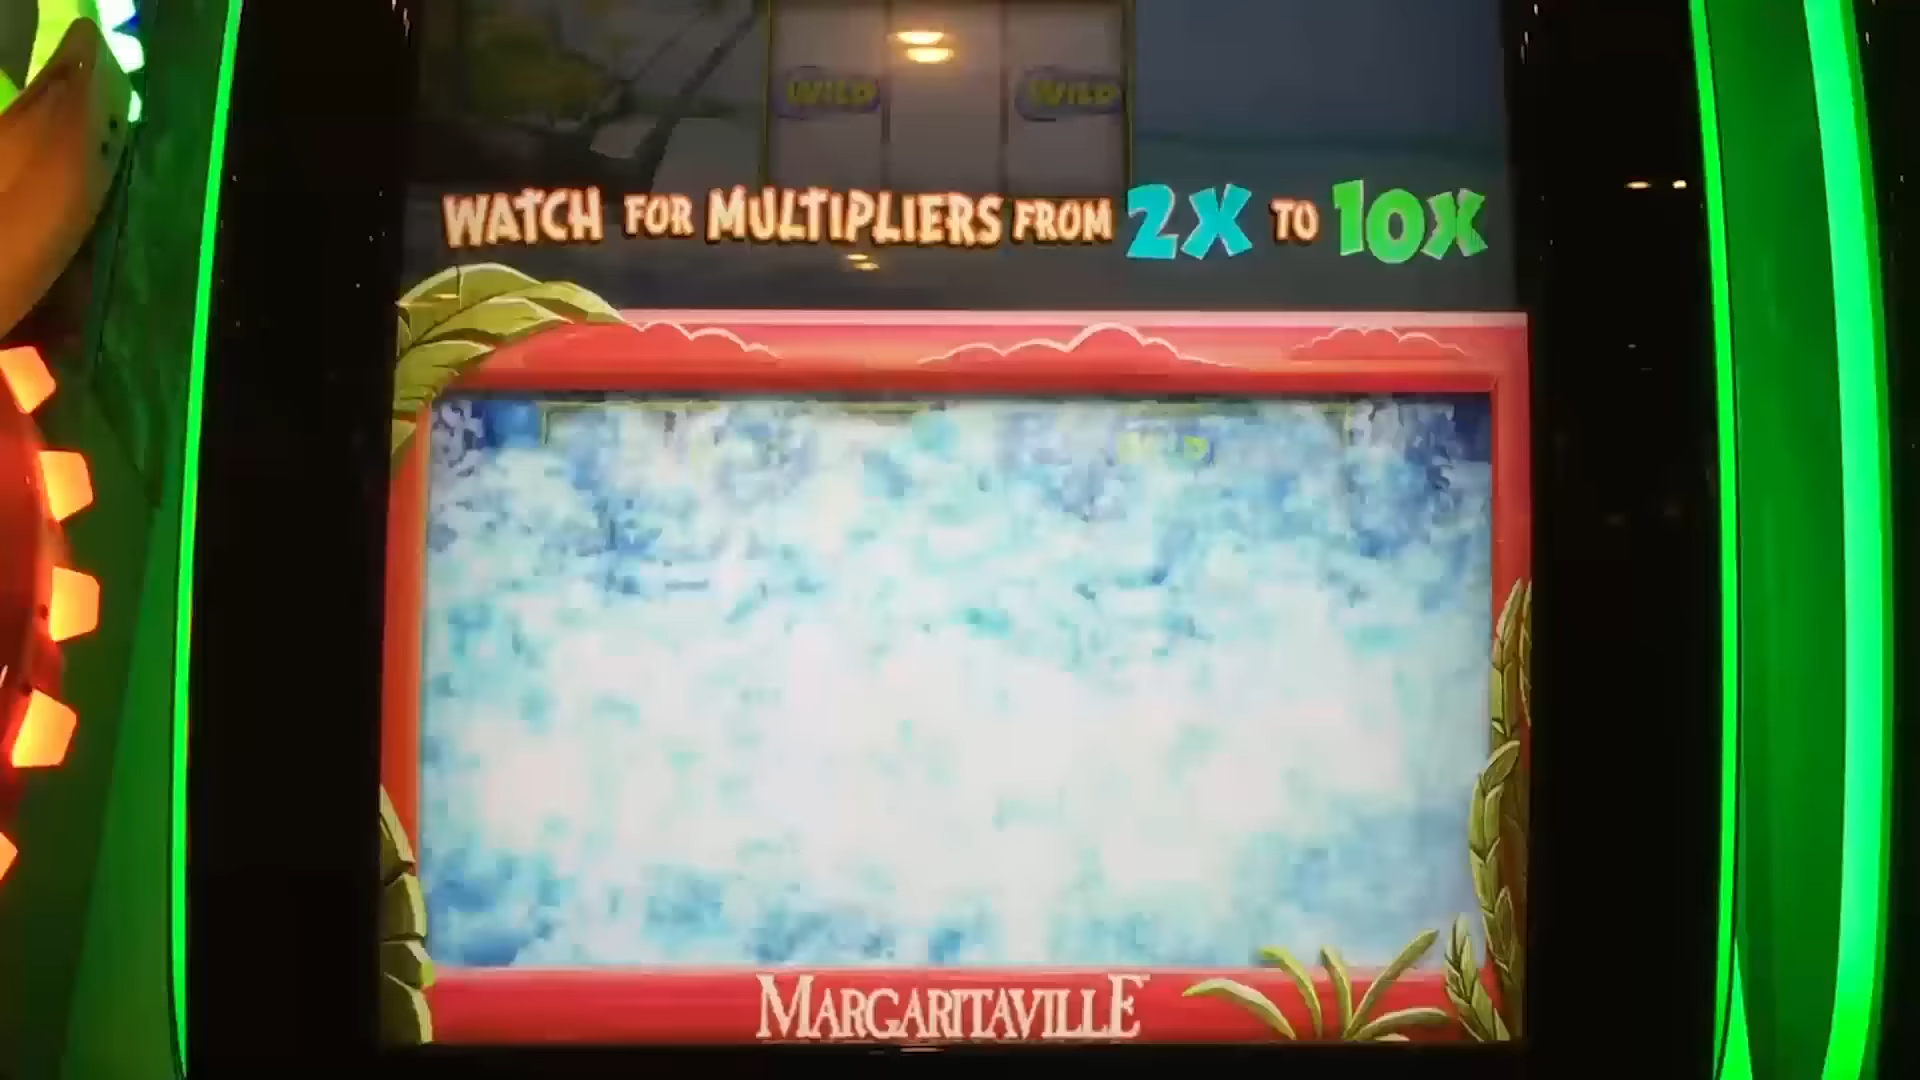 WILD WILD
WATCH FOR MULTIPLIERS FROM 2X TO 10X
MARGARITAVILLE